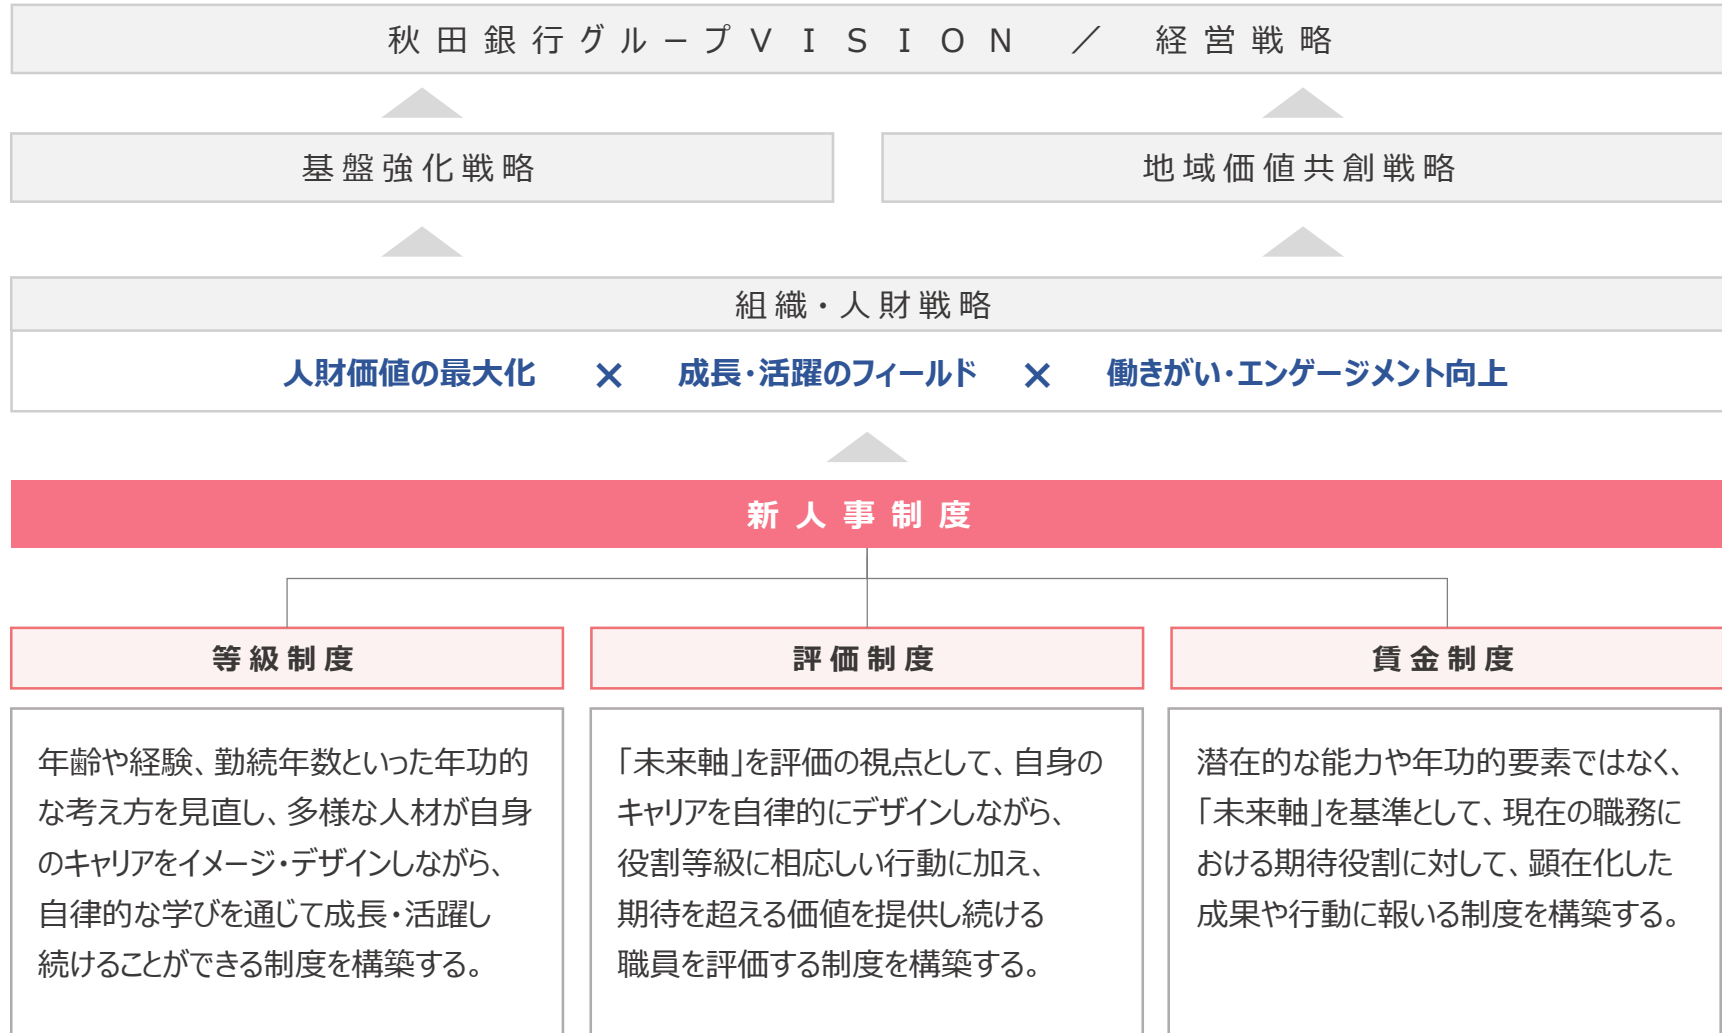 秋田銀行グループVISION ／ 経営戦略
基盤強化戦略
地域価値共創戦略
組織・人財戦略
人財価値の最大化 × 成長・活躍のフィールド × 働きがい・エンゲージメント向上
新人事制度
等級制度
年齢や経験、勤続年数といった年功的
な考え方を見直し、多様な人材が自身
のキャリアをイメージ・デザインしながら、
自律的な学びを通じて成長・活躍し
続けることができる制度を構築する。
評価制度
「未来軸」を評価の視点として、自身の
キャリアを自律的にデザインしながら、
役割等級に相応しい行動に加え、
期待を超える価値を提供し続ける
職員を評価する制度を構築する。
賃金制度
潜在的な能力や年功的要素ではなく、
「未来軸」を基準として、現在の職務に
おける期待役割に対して、顕在化した
成果や行動に報いる制度を構築する。